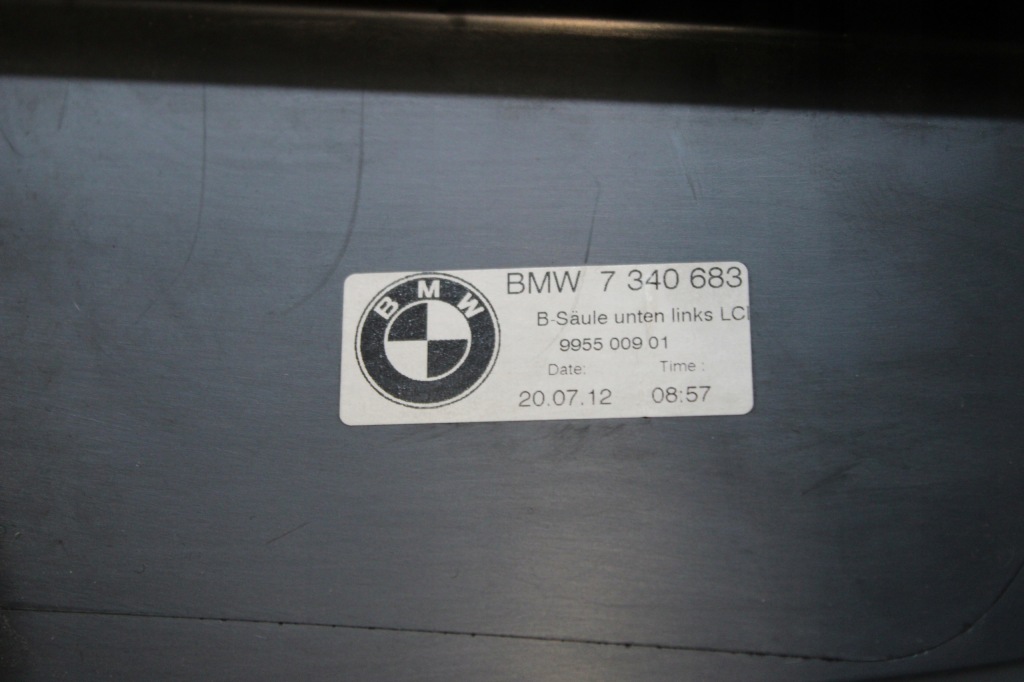 BMW
BMW 7 340 683
B-Säule unten links LCI
9955 009 01
Date: Time :
20.07.12 08:57